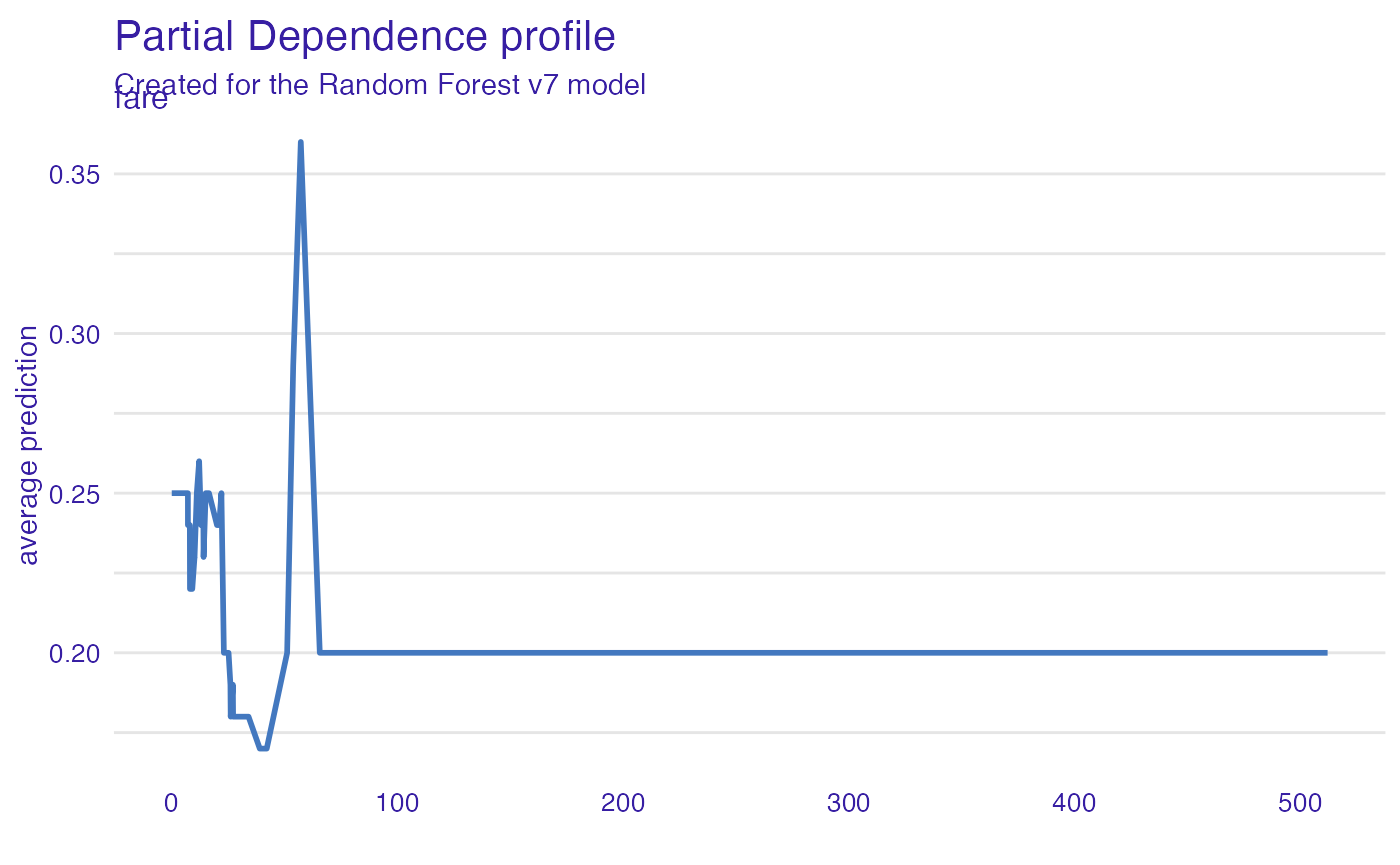 Partial Dependence profile
Created for the Random Forest v7 model
fare
average prediction
0.35
0.30
0.25
0.20
0 100 200 300 400 500